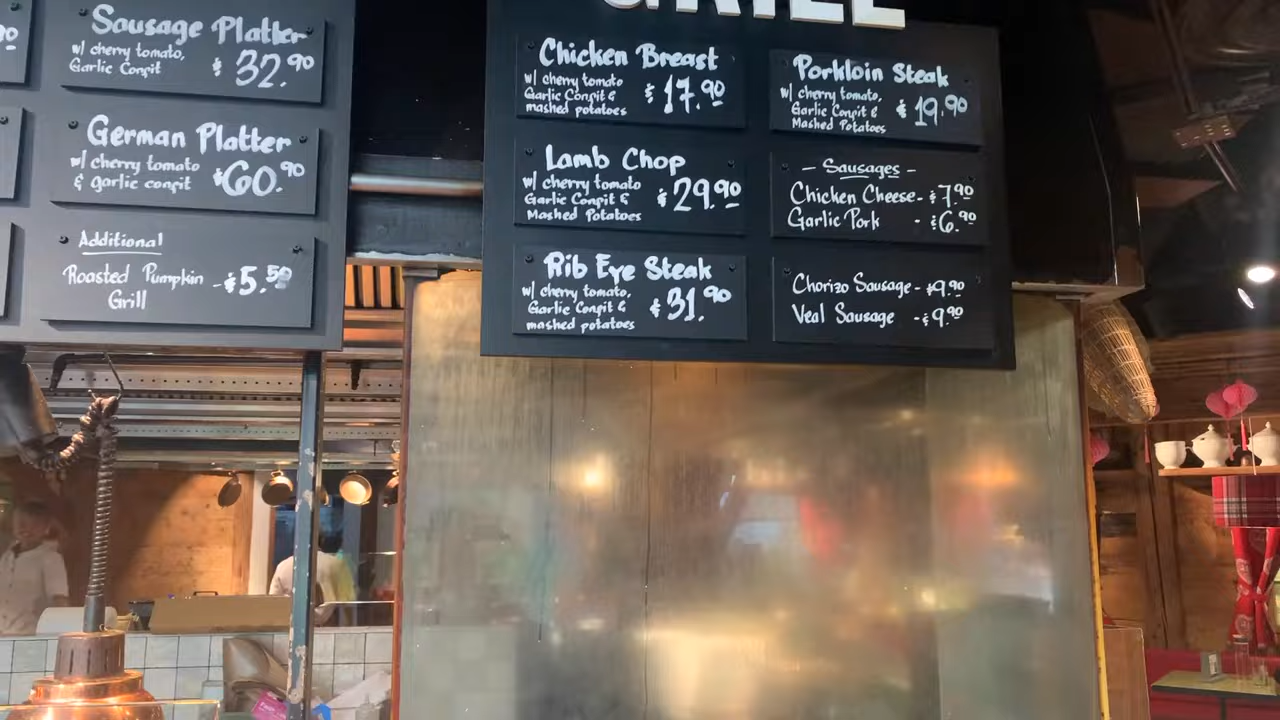 Sausage Platter
w/ cherry tomato,
Garlic Confit $32.90
German Platter
w/ cherry tomato
& garlic confit $60.90
Additional
Roasted Pumpkin - $5.50
Grill
GRILL
Chicken Breast
w/ cherry tomato
Garlic Confit &
mashed potatoes $17.90
Lamb Chop
w/ cherry tomato
Garlic Confit &
Mashed Potatoes $29.90
Rib Eye Steak
w/ cherry tomato,
Garlic Confit &
mashed potatoes $31.90
Porkloin Steak
w/ cherry tomato,
Garlic Confit &
Mashed Potatoes $19.90
- Sausages -
Chicken Cheese - $7.90
Garlic Pork - $6.90
Chorizo Sausage - $9.90
Veal Sausage - $9.90